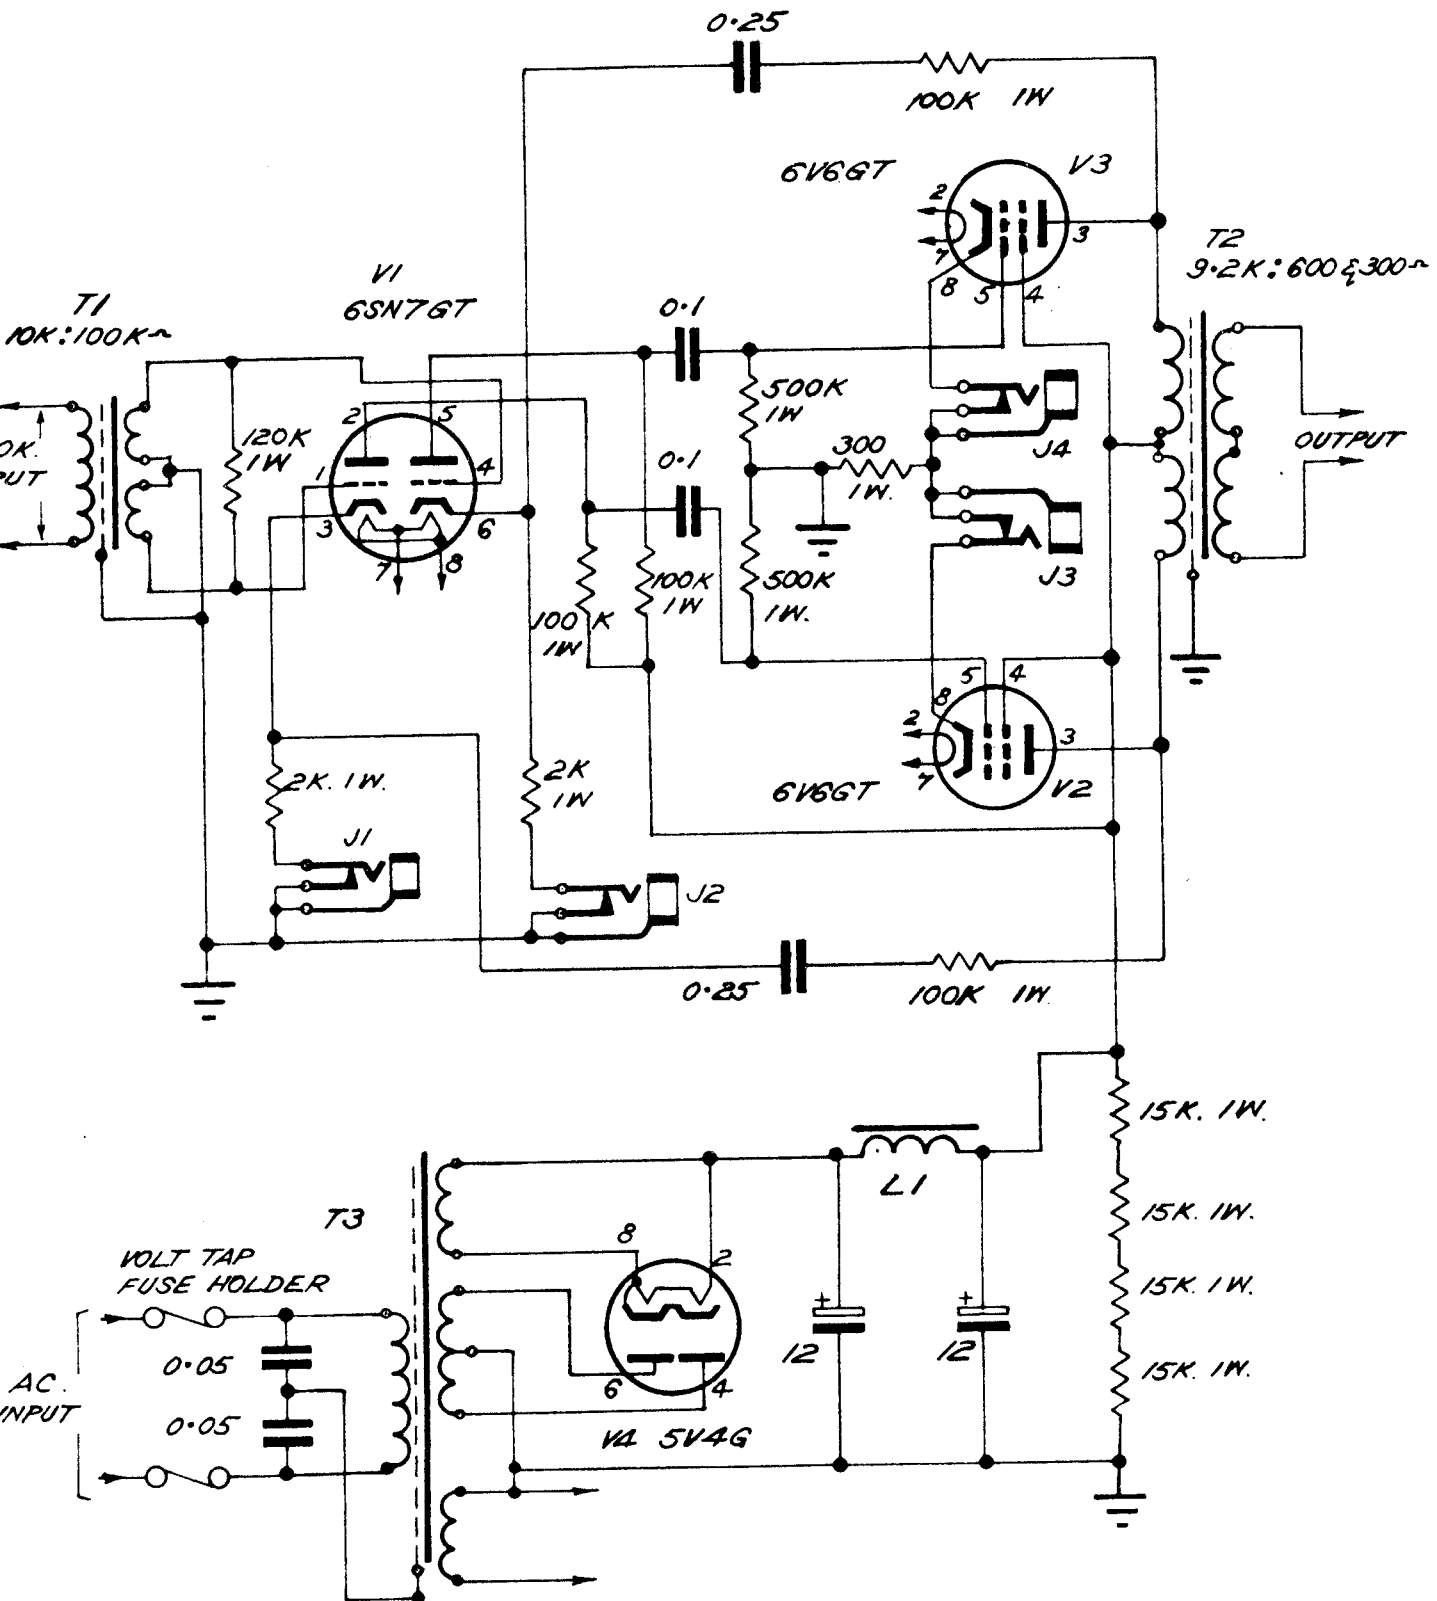 0.25
100K 1W
6V6GT
V3
2
7
8
5
4
3
T2
9.2K:600 & 300~
V1
6SN7GT
T1
10K:100K~
0.1
2
5
1
4
3
6
7
8
120K
1W
500K
1W
300
1W.
J4
OUTPUT
0.1
J3
100K
1W
100K
1W
500K
1W.
5
4
8
2
7
3
6V6GT
V2
2K. 1W.
2K
1W
J1
J2
0.25
100K 1W.
15K. 1W.
L1
15K. 1W.
T3
8
2
VOLT TAP
FUSE HOLDER
15K. 1W.
+
+
12
12
0.05
15K. 1W.
AC.
INPUT
0.05
6
4
V4 5V4G